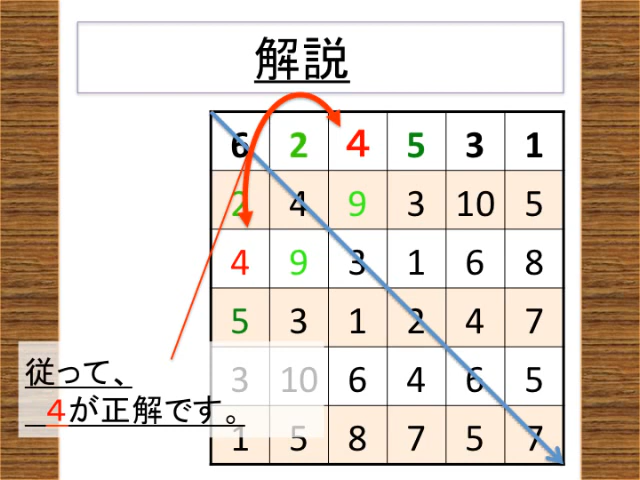 解説
6 2 4 5 3 1
2 4 9 3 10 5
4 9 3 1 6 8
5 3 1 2 4 7
3 10 6 4 6 5
1 5 8 7 5 7
従って、
４が正解です。